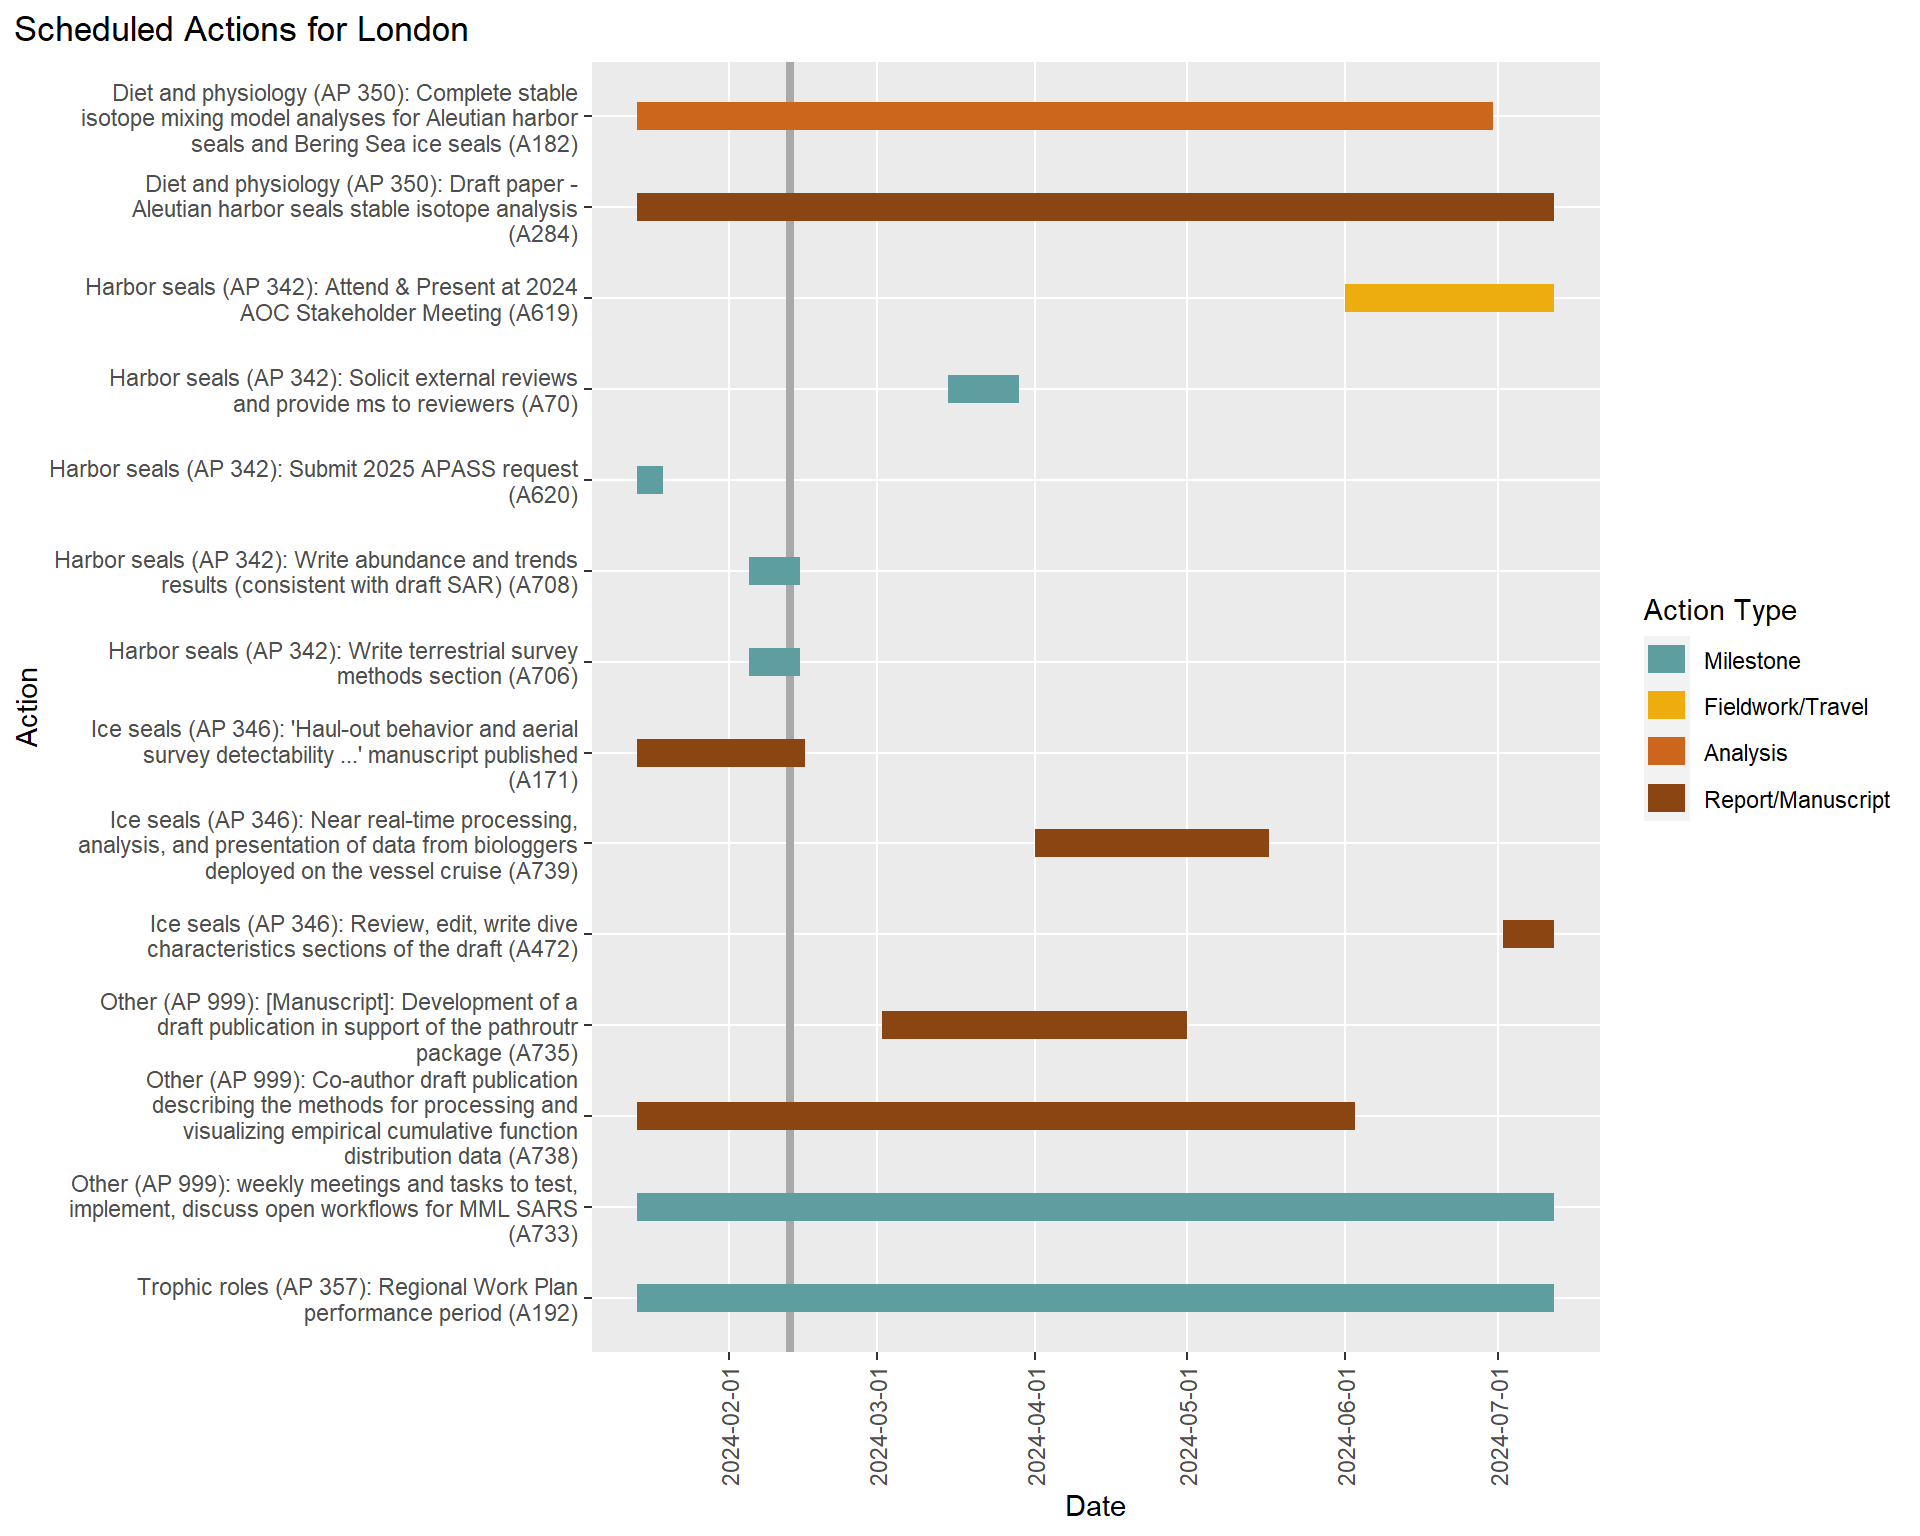 Scheduled Actions for London
Diet and physiology (AP 350): Complete stable
isotope mixing model analyses for Aleutian harbor
seals and Bering Sea ice seals (A182)
Diet and physiology (AP 350): Draft paper -
Aleutian harbor seals stable isotope analysis
(A284)
Harbor seals (AP 342): Attend & Present at 2024
AOC Stakeholder Meeting (A619)
Harbor seals (AP 342): Solicit external reviews
and provide ms to reviewers (A70)
Harbor seals (AP 342): Submit 2025 APASS request
(A620)
Harbor seals (AP 342): Write abundance and trends
results (consistent with draft SAR) (A708)
Harbor seals (AP 342): Write terrestrial survey
methods section (A706)
Ice seals (AP 346): 'Haul-out behavior and aerial
survey detectability ...' manuscript published
(A171)
Ice seals (AP 346): Near real-time processing,
analysis, and presentation of data from biologgers
deployed on the vessel cruise (A739)
Ice seals (AP 346): Review, edit, write dive
characteristics sections of the draft (A472)
Other (AP 999): [Manuscript]: Development of a
draft publication in support of the pathroutr
package (A735)
Other (AP 999): Co-author draft publication
describing the methods for processing and
visualizing empirical cumulative function
distribution data (A738)
Other (AP 999): weekly meetings and tasks to test,
implement, discuss open workflows for MML SARS
(A733)
Trophic roles (AP 357): Regional Work Plan
performance period (A192)
Action
2024-02-01
2024-03-01
2024-04-01
2024-05-01
2024-06-01
2024-07-01
Date
Action Type
Milestone
Fieldwork/Travel
Analysis
Report/Manuscript